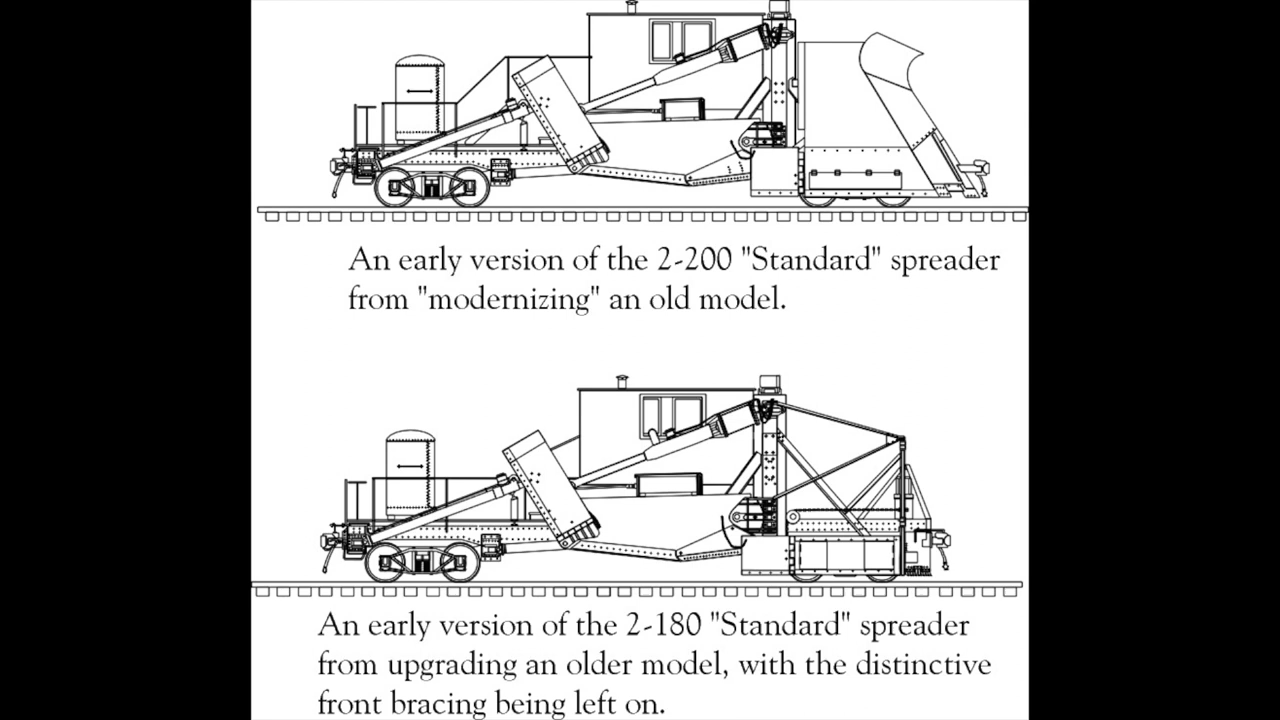 An early version of the 2-200 "Standard" spreader
from "modernizing" an old model.
An early version of the 2-180 "Standard" spreader
from upgrading an older model, with the distinctive
front bracing being left on.